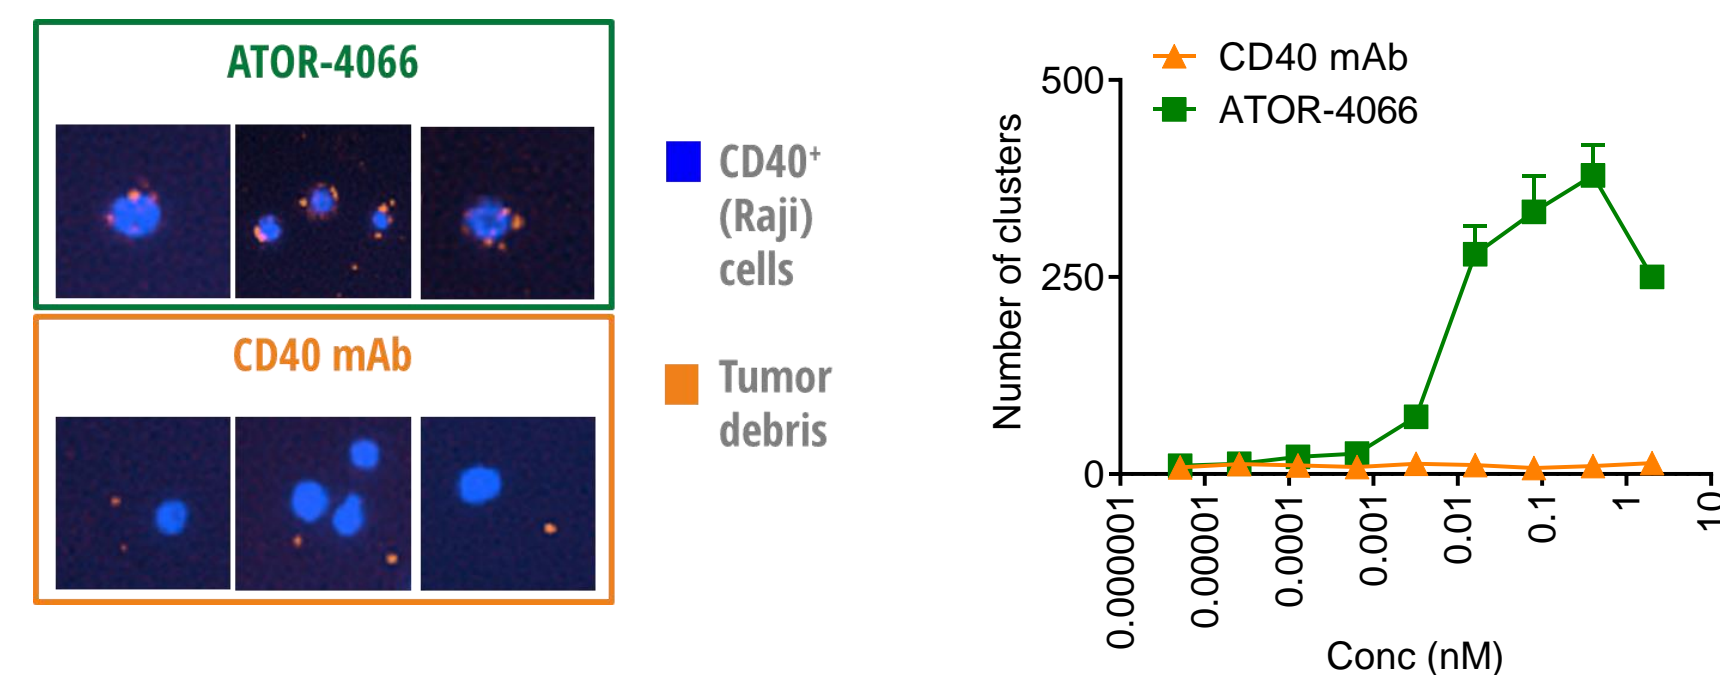 ATOR-4066
CD40⁺
(Raji)
cells
CD40 mAb
Tumor
debris
CD40 mAb
ATOR-4066
Number of clusters
500
250
0
0.000001
0.00001
0.0001
0.001
0.01
0.1
1
10
Conc (nM)